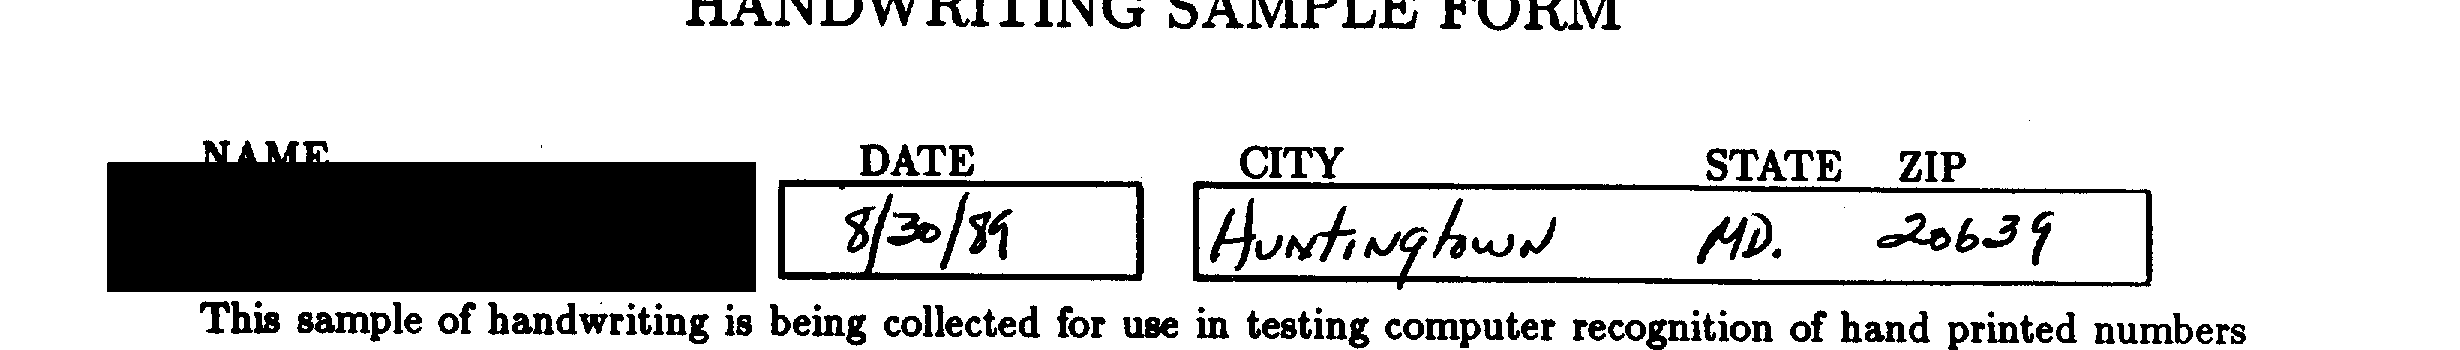 HANDWRITING SAMPLE FORM
NAME DATE CITY STATE ZIP
8/30/89 Huntingtown MD. 20639
This sample of handwriting is being collected for use in testing computer recognition of hand printed numbers